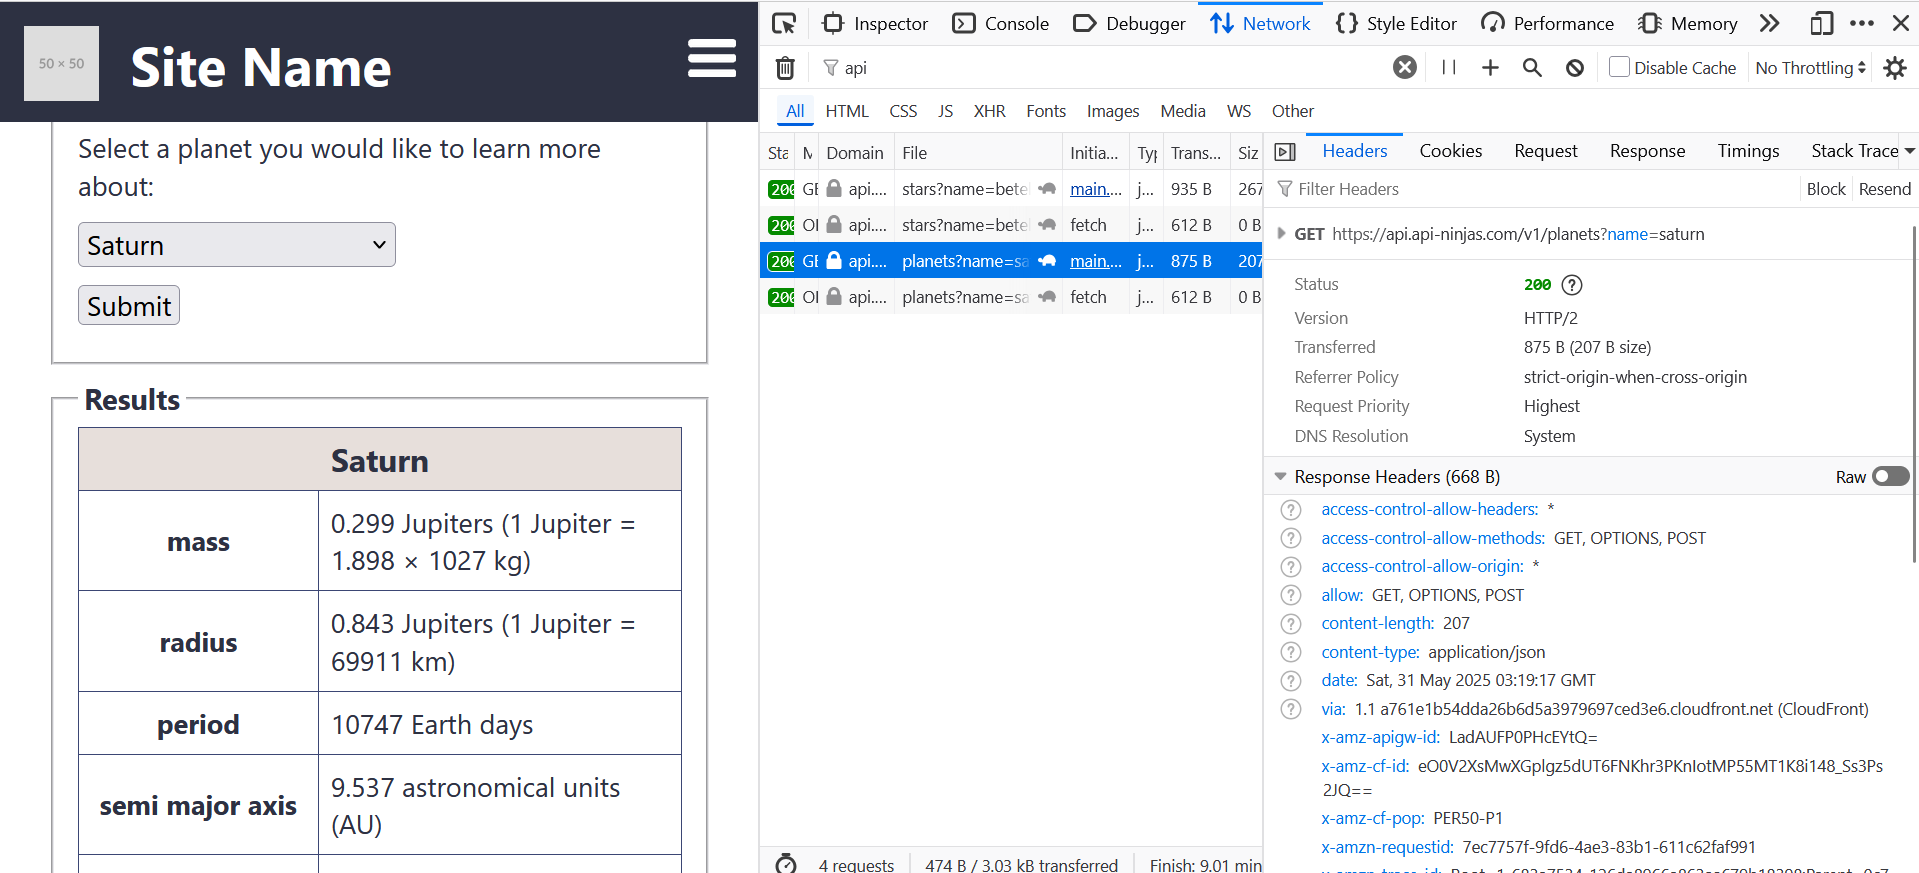 50 × 50
Site Name
Select a planet you would like to learn more
about:
Saturn
Submit
Results
Saturn
mass
0.299 Jupiters (1 Jupiter =
1.898 × 1027 kg)
radius
0.843 Jupiters (1 Jupiter =
69911 km)
period
10747 Earth days
semi major axis
9.537 astronomical units
(AU)
Inspector Console Debugger Network Style Editor Performance Memory
api
Disable Cache No Throttling
All HTML CSS JS XHR Fonts Images Media WS Other
Sta M Domain File Initia... Typ Trans... Siz
200 GE api.... stars?name=bete main.... j... 935 B 267
200 OI api.... stars?name=bete fetch j... 612 B 0 B
200 GE api.... planets?name=sa main.... j... 875 B 207
200 OI api.... planets?name=sa fetch j... 612 B 0 B
4 requests 474 B / 3.03 kB transferred Finish: 9.01 min
Headers Cookies Request Response Timings Stack Trace
Filter Headers Block Resend
GET https://api.api-ninjas.com/v1/planets?name=saturn
Status 200
Version HTTP/2
Transferred 875 B (207 B size)
Referrer Policy strict-origin-when-cross-origin
Request Priority Highest
DNS Resolution System
Response Headers (668 B) Raw
access-control-allow-headers: *
access-control-allow-methods: GET, OPTIONS, POST
access-control-allow-origin: *
allow: GET, OPTIONS, POST
content-length: 207
content-type: application/json
date: Sat, 31 May 2025 03:19:17 GMT
via: 1.1 a761e1b54dda26b6d5a3979697ced3e6.cloudfront.net (CloudFront)
x-amz-apigw-id: LadAUFP0PHcEYtQ=
x-amz-cf-id: eO0V2XsMwXGplgz5dUT6FNKhr3PKnIotMP55MT1K8i148_Ss3Ps
2JQ==
x-amz-cf-pop: PER50-P1
x-amzn-requestid: 7ec7757f-9fd6-4ae3-83b1-611c62faf991